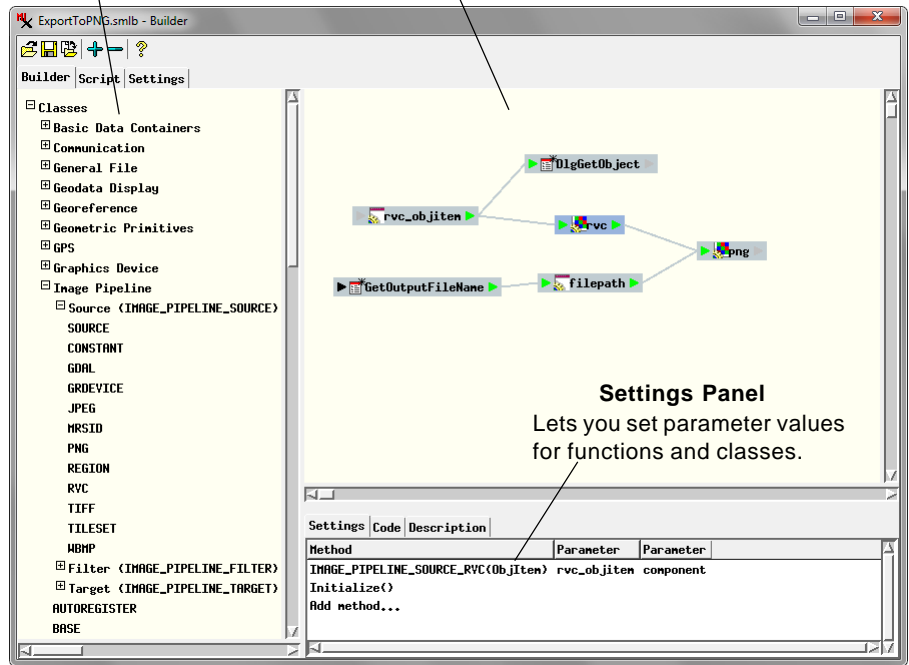 ExportToPNG.smlb - Builder
Builder Script Settings
Classes
Basic Data Containers
Communication
General File
Geodata Display
Georeference
Geometric Primitives
GPS
Graphics Device
Image Pipeline
Source (IMAGE_PIPELINE_SOURCE)
SOURCE
CONSTANT
GDAL
GRDEVICE
JPEG
MRSID
PNG
REGION
RVC
TIFF
TILESET
WBMP
Filter (IMAGE_PIPELINE_FILTER)
Target (IMAGE_PIPELINE_TARGET)
AUTOREGISTER
BASE
DlgGetObject
rvc_objitem
rvc
png
GetOutputFileName
filepath
Settings Panel
Lets you set parameter values
for functions and classes.
Settings Code Description
Method Parameter Parameter
IMAGE_PIPELINE_SOURCE_RVC(ObjItem) rvc_objitem component
Initialize()
Add method...